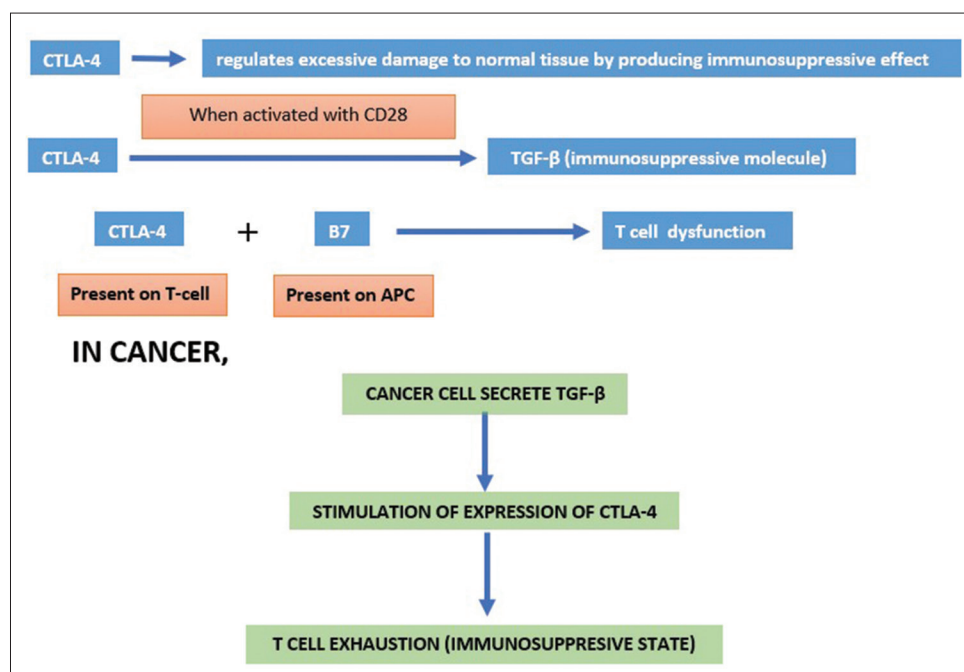 CTLA-4
regulates excessive damage to normal tissue by producing immunosuppressive effect
When activated with CD28
CTLA-4
TGF-β (immunosuppressive molecule)
CTLA-4
+
B7
T cell dysfunction
Present on T-cell
Present on APC
IN CANCER,
CANCER CELL SECRETE TGF-β
STIMULATION OF EXPRESSION OF CTLA-4
T CELL EXHAUSTION (IMMUNOSUPPRESIVE STATE)